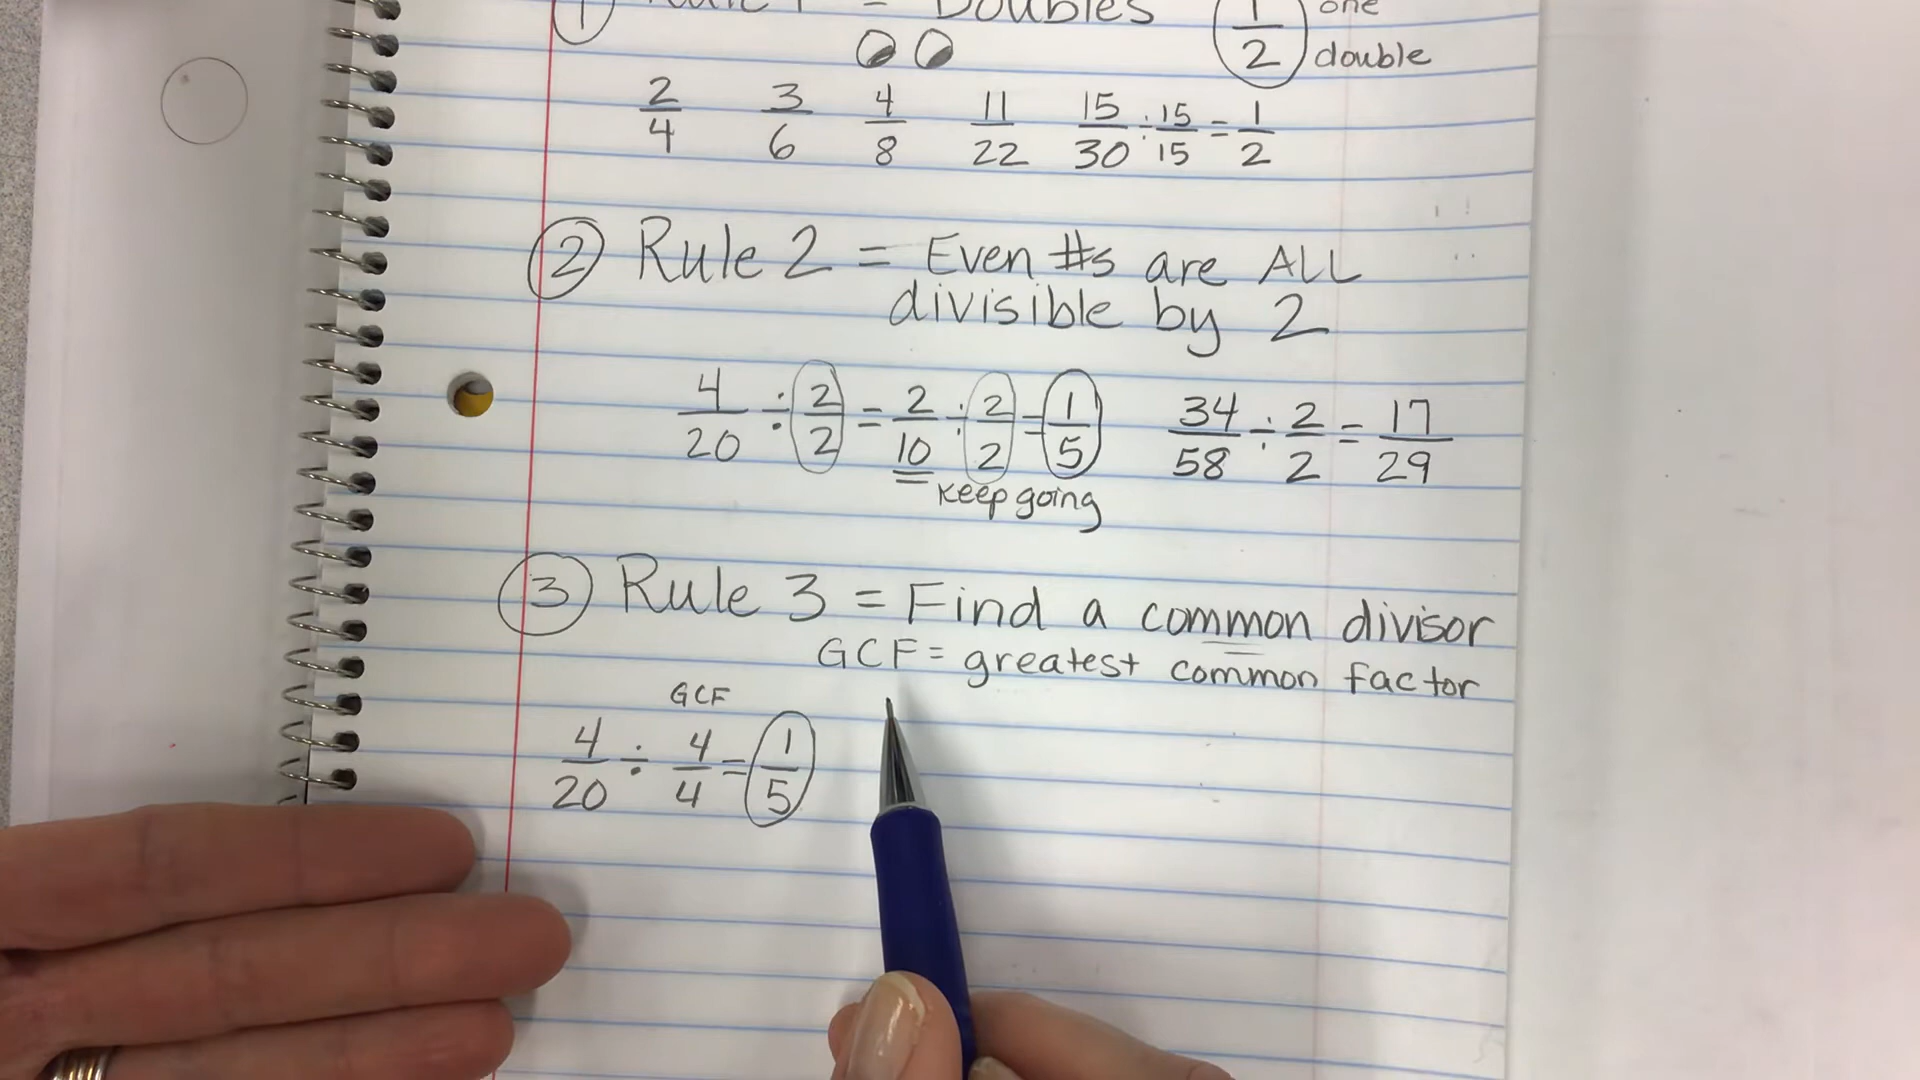 ① Rule 1 = Doubles 1/2 one double
2/4 3/6 4/8 11/22 15/30 ÷ 15/15 = 1/2
② Rule 2 = Even #s are ALL
divisible by 2
4/20 ÷ 2/2 = 2/10 ÷ 2/2 = 1/5 34/58 ÷ 2/2 = 17/29
keep going
③ Rule 3 = Find a common divisor
GCF = greatest common factor
GCF
4/20 ÷ 4/4 = 1/5